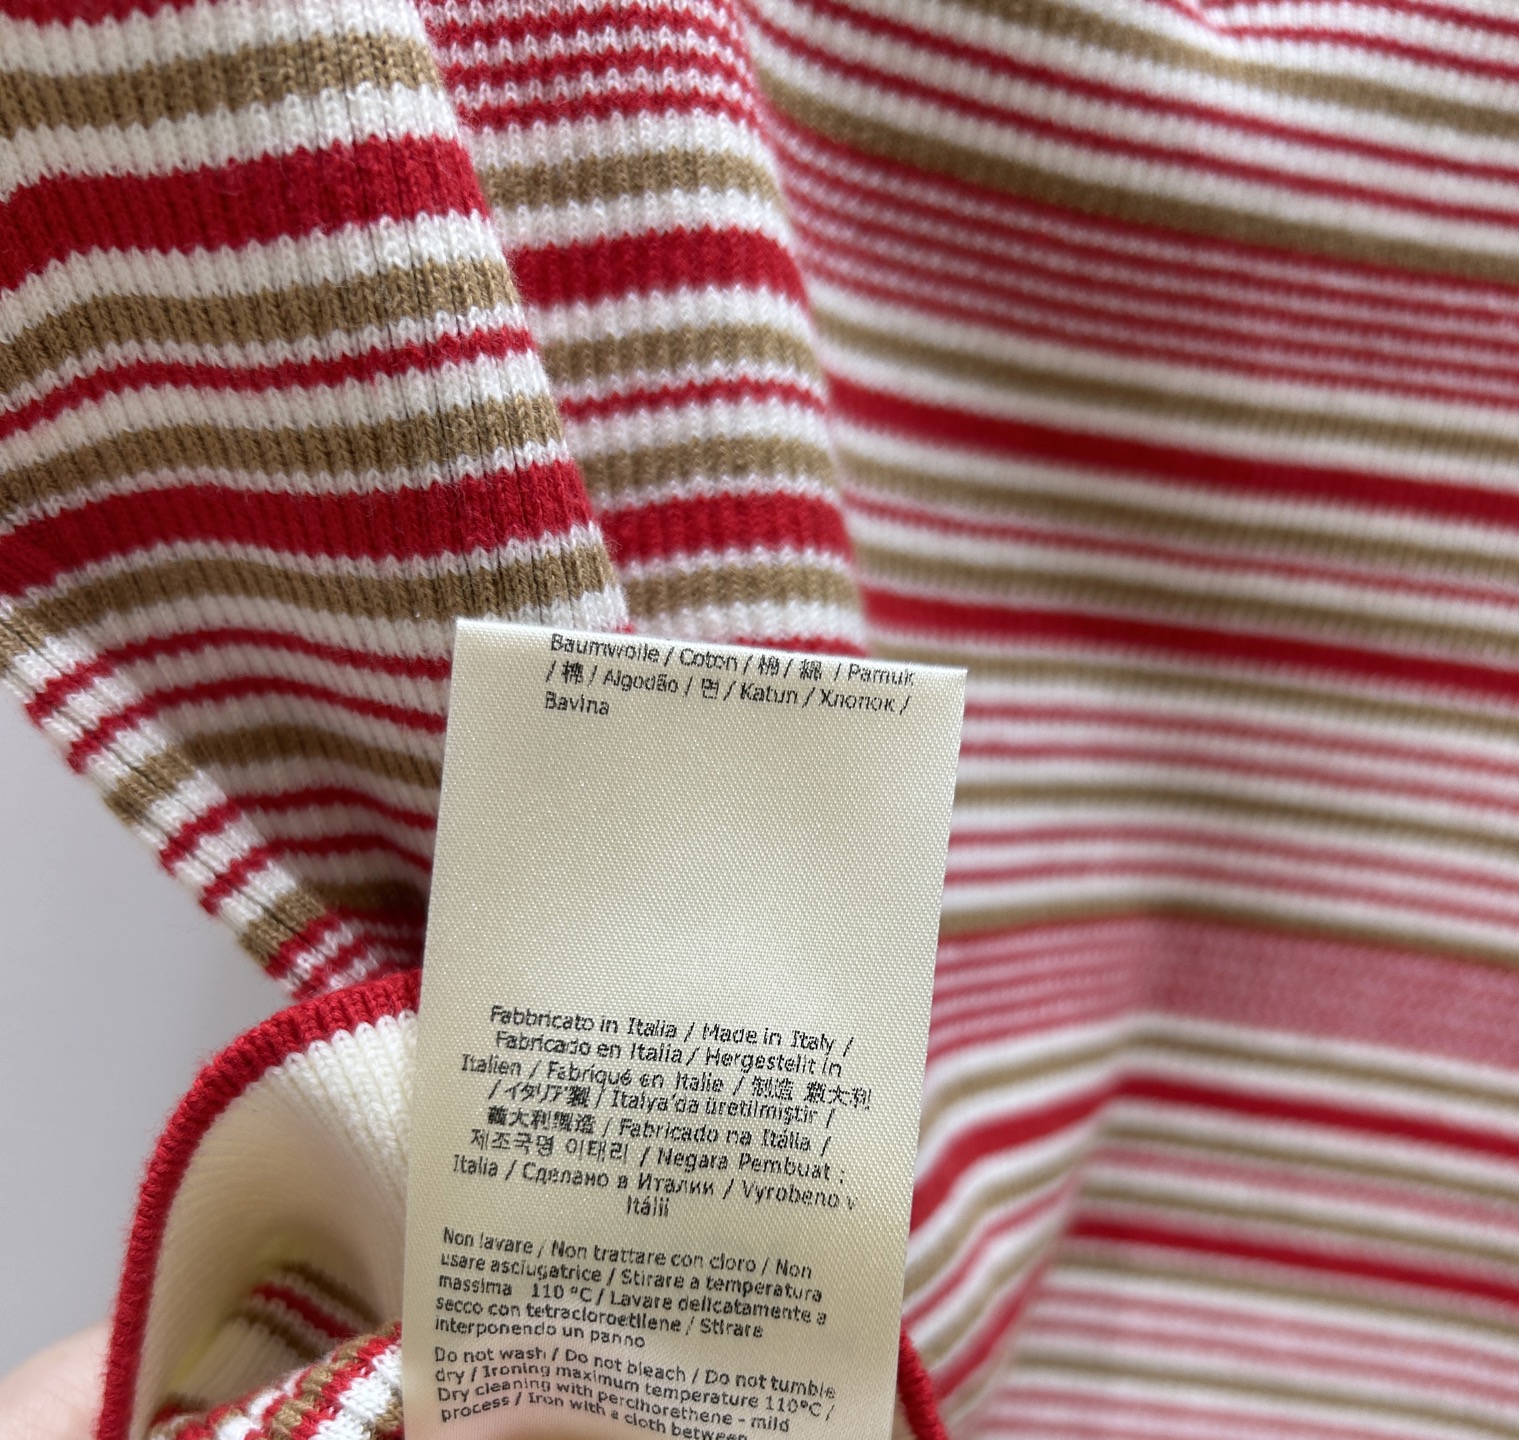 Baumwolle / Coton / 棉 / 綿 / Pamuk
/ 棉 / Algodão / 면 / Katun / Хлопок /
Bavlna
Fabbricato in Italia / Made in Italy /
Fabricado en Italia / Hergestellt in
Italien / Fabriqué en Italie / 制造 意大利
/ イタリア製 / Italya'da üretilmiştir /
義大利製造 / Fabricado na Itália /
제조국명 이태리 / Negara Pembuat :
Italia / Сделано в Италии / Vyrobeno v
Itálii
Non lavare / Non trattare con cloro / Non
usare asciugatrice / Stirare a temperatura
massima 110 °C / Lavare delicatamente a
secco con tetracloroetilene / Stirare
interponendo un panno
Do not wash / Do not bleach / Do not tumble
dry / Ironing maximum temperature 110°C /
Dry cleaning with perclhorethene - mild
process / Iron with a cloth between